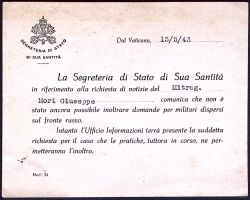 SEGRETERIA DI STATO
DI SUA SANTITÀ
Dal Vaticano, 13/5/43
La Segreteria di Stato di Sua Santità
in riferimento alla richiesta di notizie del Mitrag.
Mori Giuseppe comunica che non è
stato ancora possibile inoltrare domande per militari dispersi sul
fronte russo.
Intanto l'Ufficio Informazioni terrà presente la suddetta
richiesta per il caso che le pratiche, tuttora in corso, ne per-
metteranno l'inoltro.
Mod.